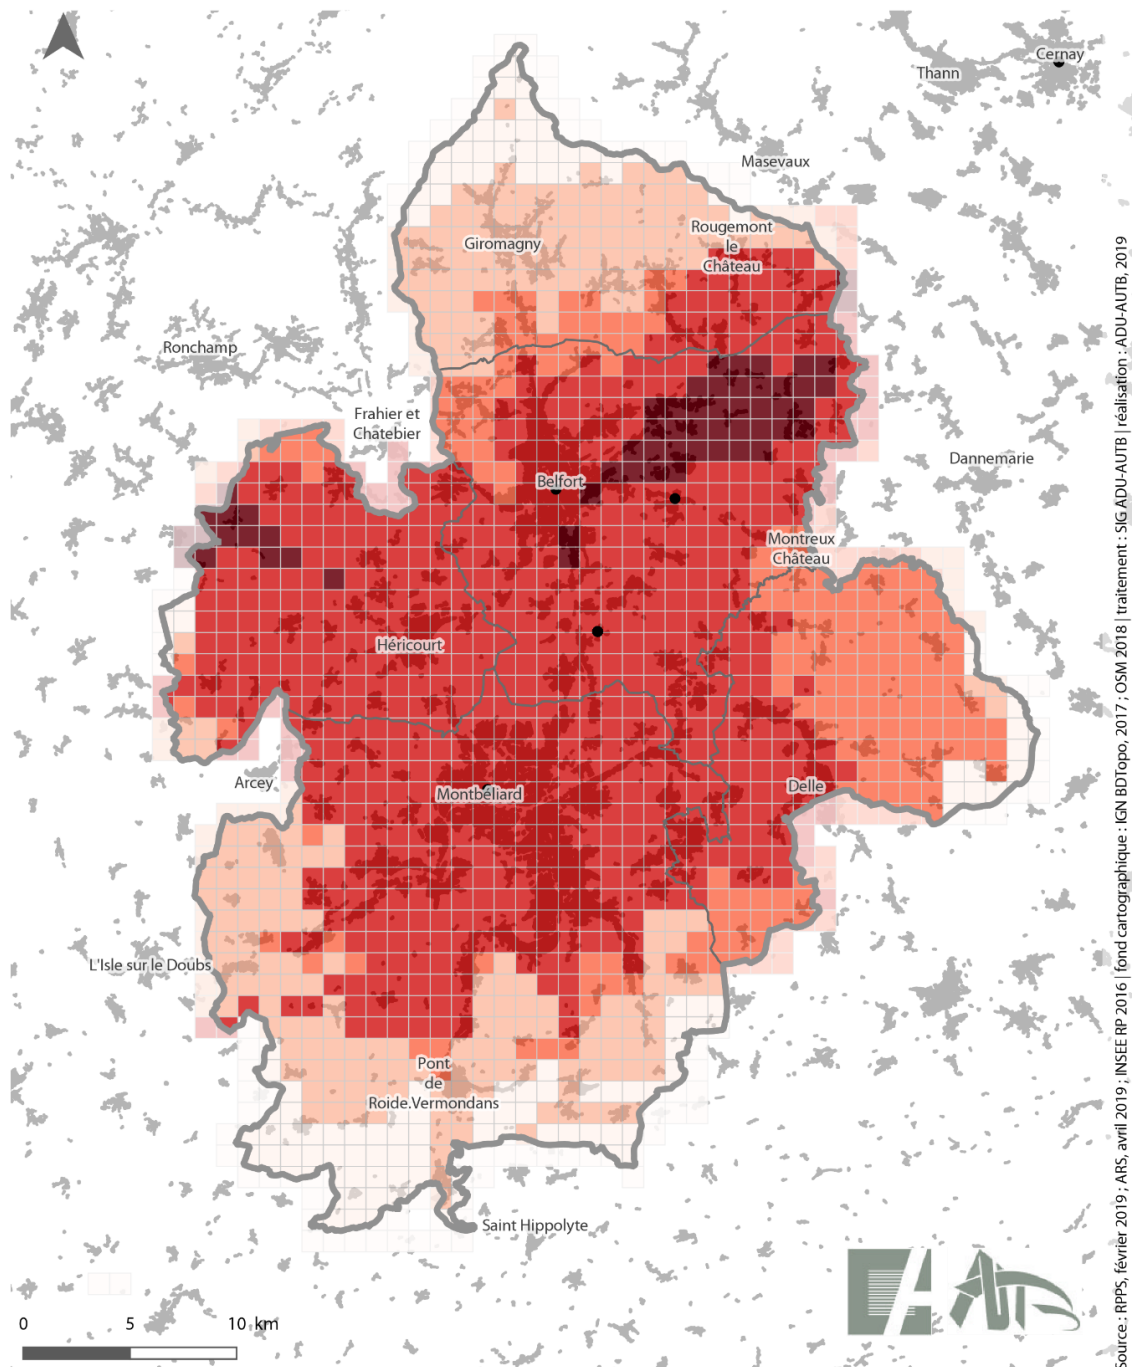 Cernay
Thann
Masevaux
Rougemont
le
Château
Giromagny
Ronchamp
Frahier et
Chatebier
Dannemarie
Belfort
Montreux
Château
Héricourt
Arcey
Montbéliard
Delle
L'Isle sur le Doubs
Pont
de
Roide.Vermondans
Saint Hippolyte
0 5 10 km
Source : RPPS, février 2019 ; ARS, avril 2019 ; INSEE RP 2016 | fond cartographique : IGN BDTopo, 2017 ; OSM 2018 | traitement : SIG ADU-AUTB | réalisation : ADU-AUTB, 2019